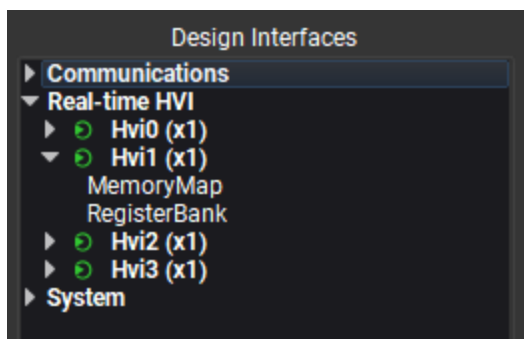 Design Interfaces
Communications
Real-time HVI
Hvi0 (x1)
Hvi1 (x1)
MemoryMap
RegisterBank
Hvi2 (x1)
Hvi3 (x1)
System